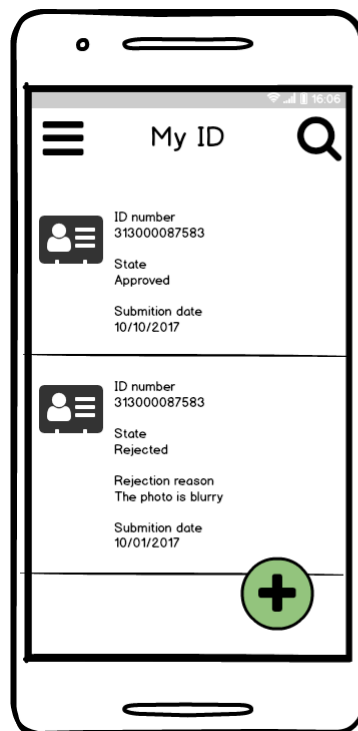 16:06
My ID
ID number
313000087583
State
Approved
Submition date
10/10/2017
ID number
313000087583
State
Rejected
Rejection reason
The photo is blurry
Submition date
10/01/2017